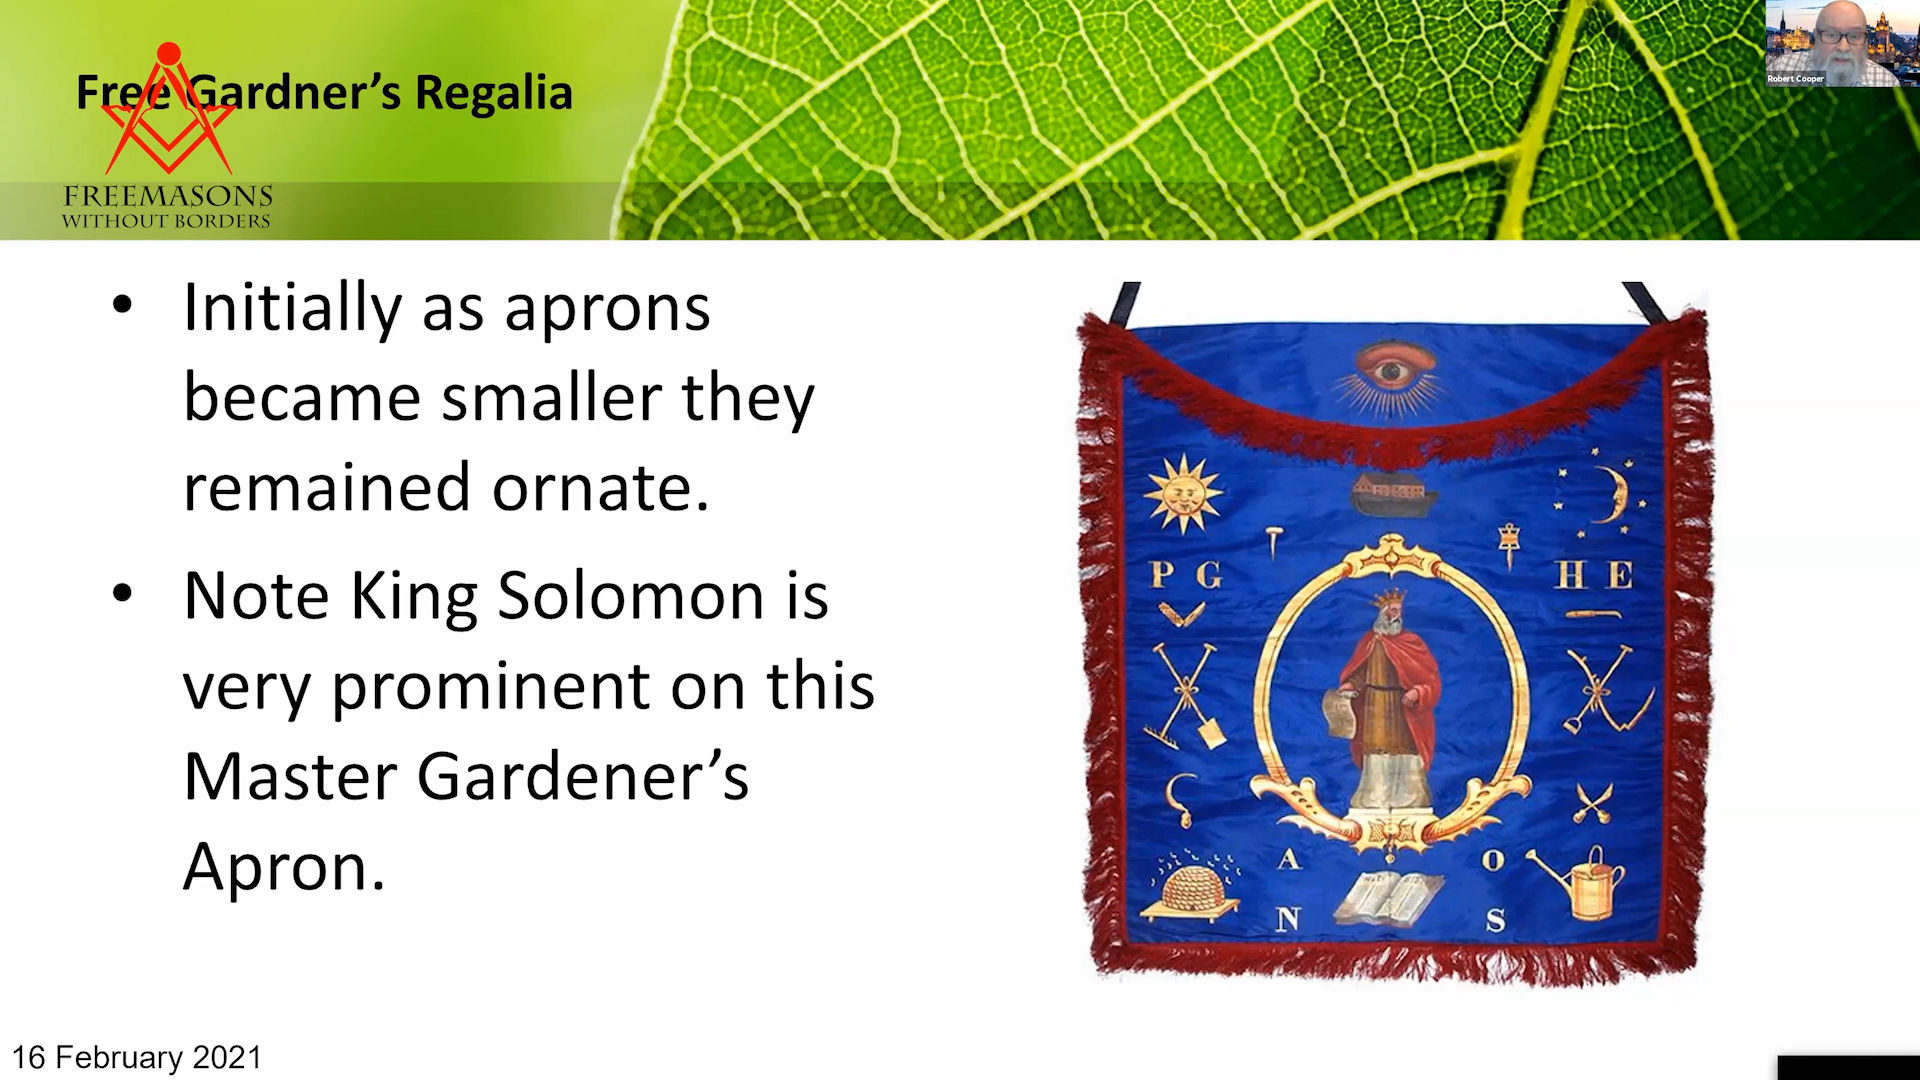 Free Gardner’s Regalia
Robert Cooper
FREEMASONS
WITHOUT BORDERS
• Initially as aprons
became smaller they
remained ornate.
• Note King Solomon is
very prominent on this
Master Gardener’s
Apron.
P G
H E
A
O
N
S
16 February 2021